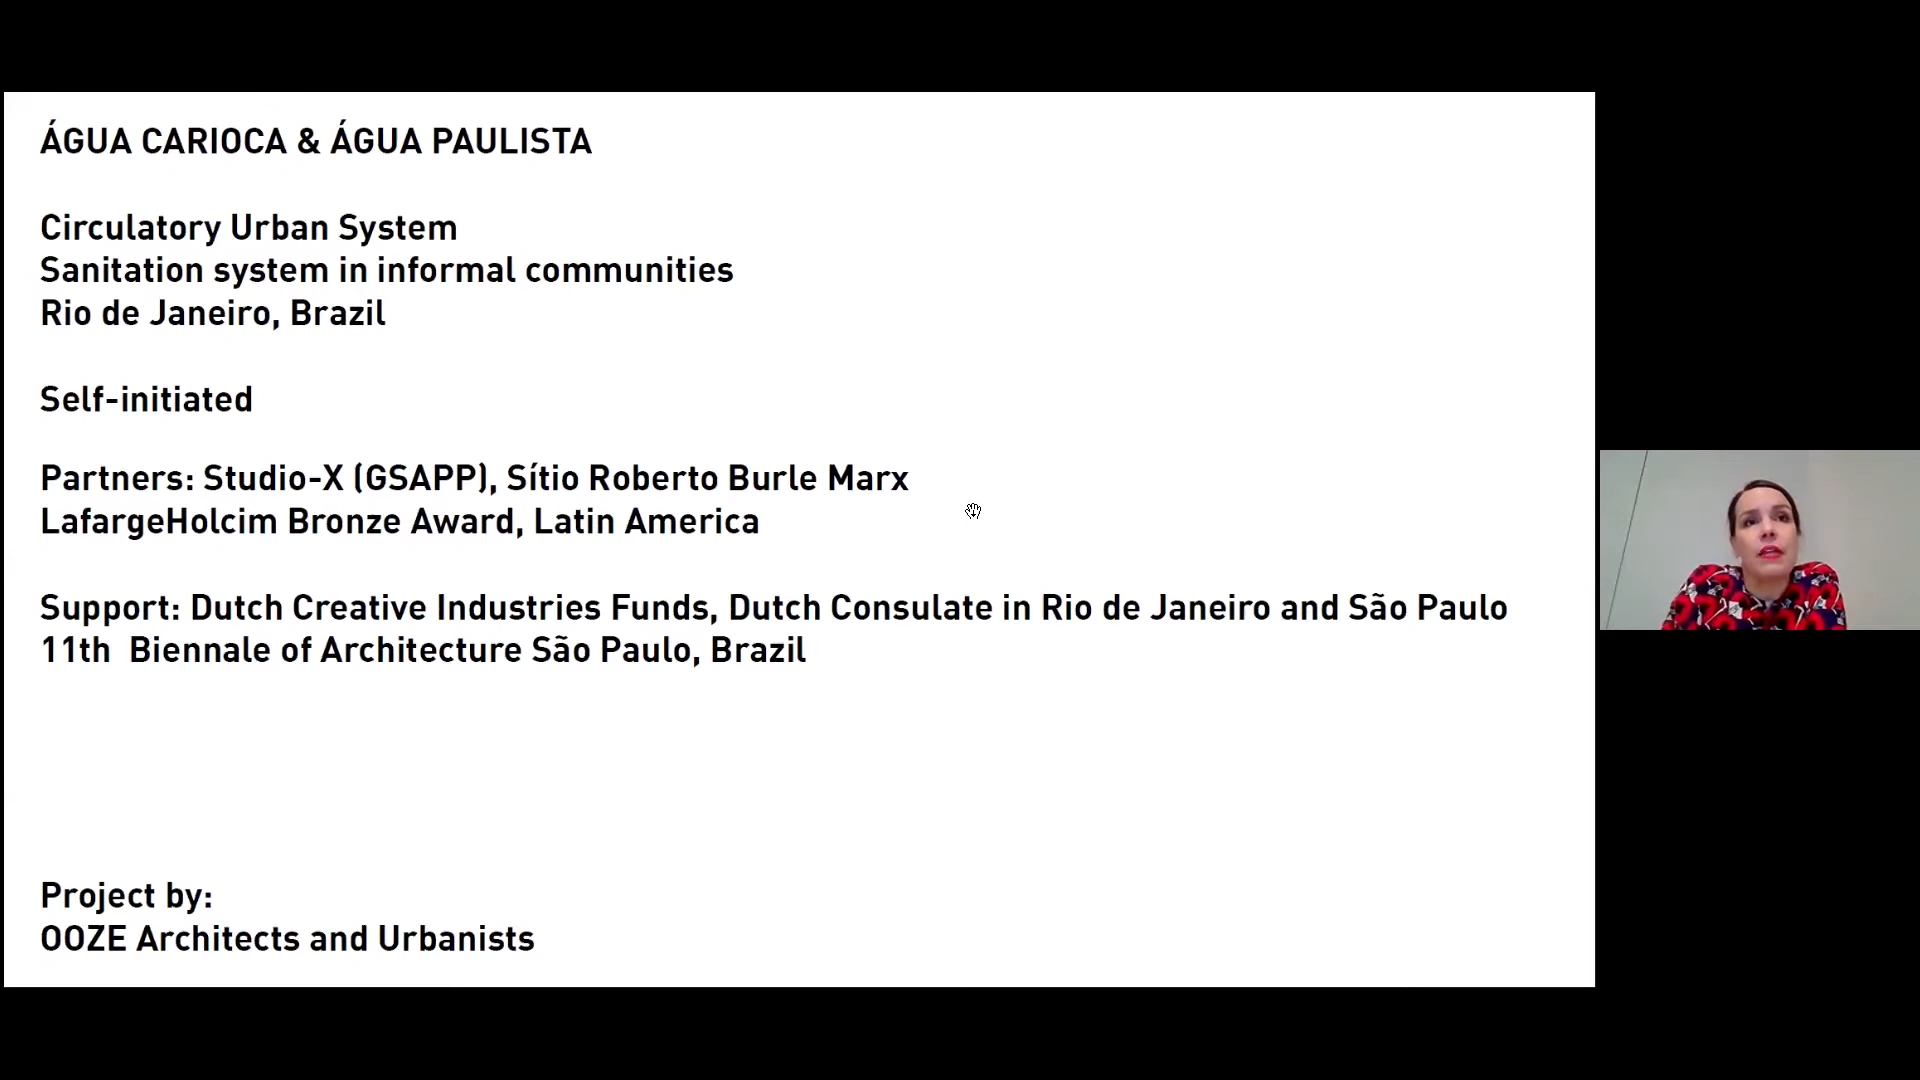 ÁGUA CARIOCA & ÁGUA PAULISTA
Circulatory Urban System
Sanitation system in informal communities
Rio de Janeiro, Brazil
Self-initiated
Partners: Studio-X (GSAPP), Sítio Roberto Burle Marx
LafargeHolcim Bronze Award, Latin America
Support: Dutch Creative Industries Funds, Dutch Consulate in Rio de Janeiro and São Paulo
11th  Biennale of Architecture São Paulo, Brazil
Project by:
OOZE Architects and Urbanists